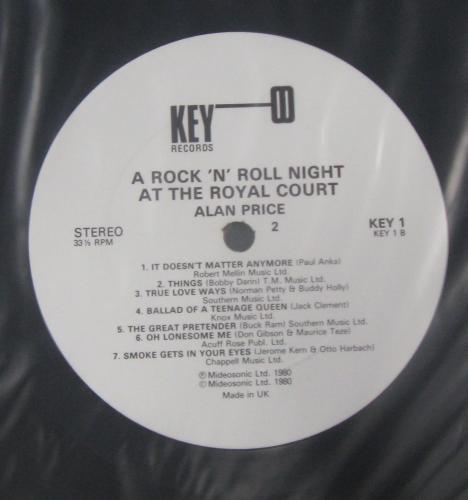 KEY
RECORDS
A ROCK 'N' ROLL NIGHT
AT THE ROYAL COURT
ALAN PRICE
2
STEREO
33⅓ RPM
KEY 1
KEY 1 B
1. IT DOESN'T MATTER ANYMORE (Paul Anka)
Robert Mellin Music Ltd.
2. THINGS (Bobby Darin) T.M. Music Ltd.
3. TRUE LOVE WAYS (Norman Petty & Buddy Holly)
Southern Music Ltd.
4. BALLAD OF A TEENAGE QUEEN (Jack Clement)
Knox Music Ltd.
5. THE GREAT PRETENDER (Buck Ram) Southern Music Ltd.
6. OH LONESOME ME (Don Gibson & Maurice Teze)
Acuff Rose Publ. Ltd.
7. SMOKE GETS IN YOUR EYES (Jerome Kern & Otto Harbach)
Chappell Music Ltd.
℗ Mideosonic Ltd. 1980
© Mideosonic Ltd. 1980
Made in UK